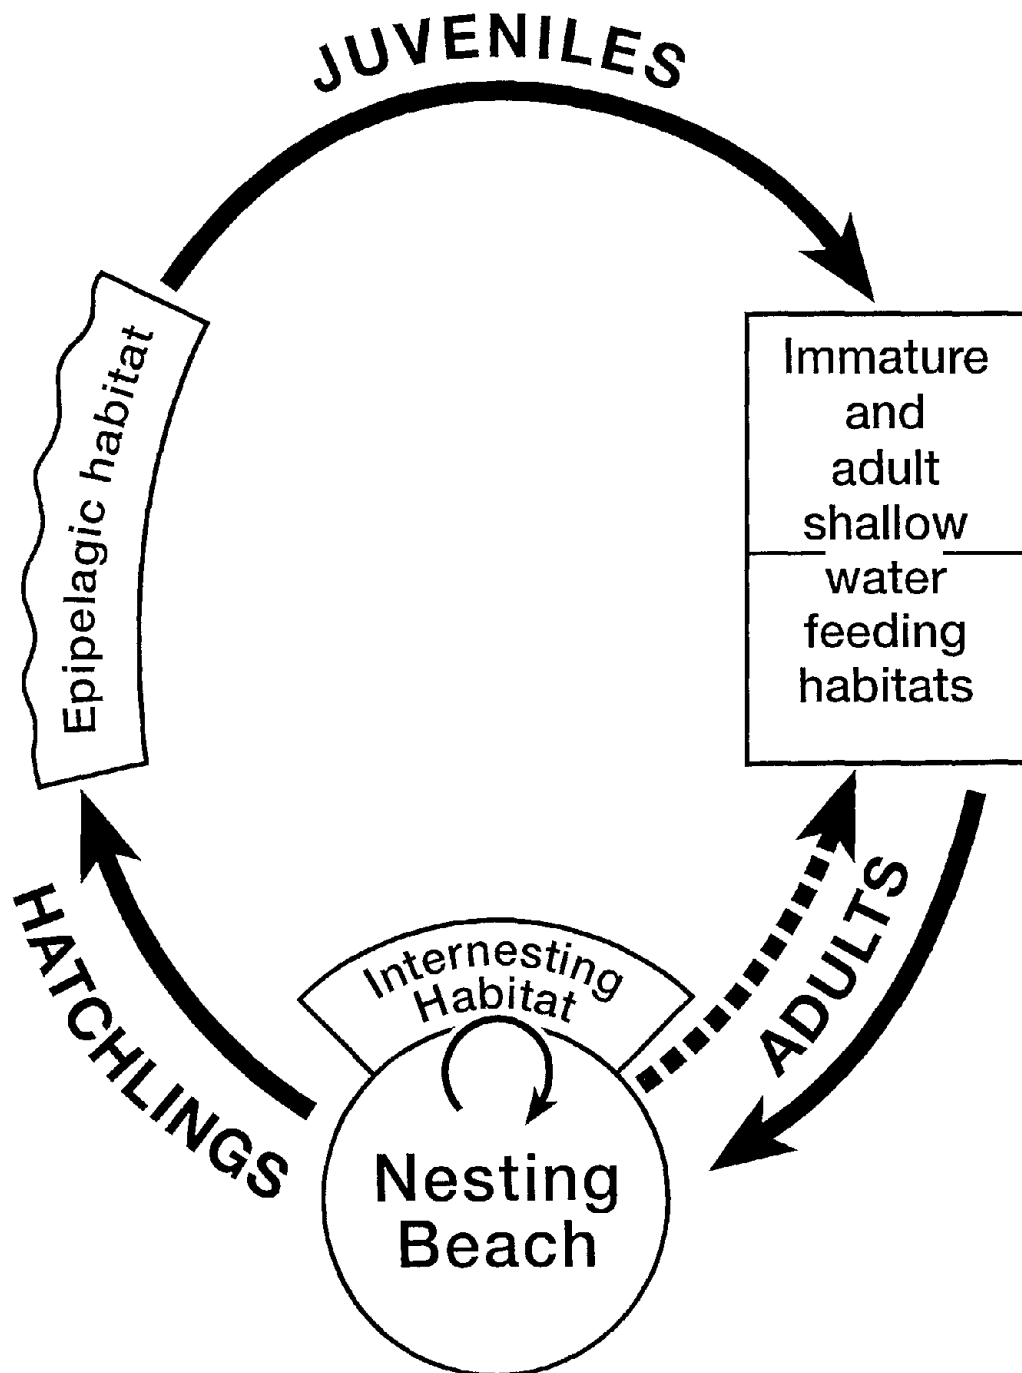 JUVENILES
Epipelagic habitat
Immature
and
adult
shallow
water
feeding
habitats
HATCHLINGS
Internesting
Habitat
ADULTS
Nesting
Beach